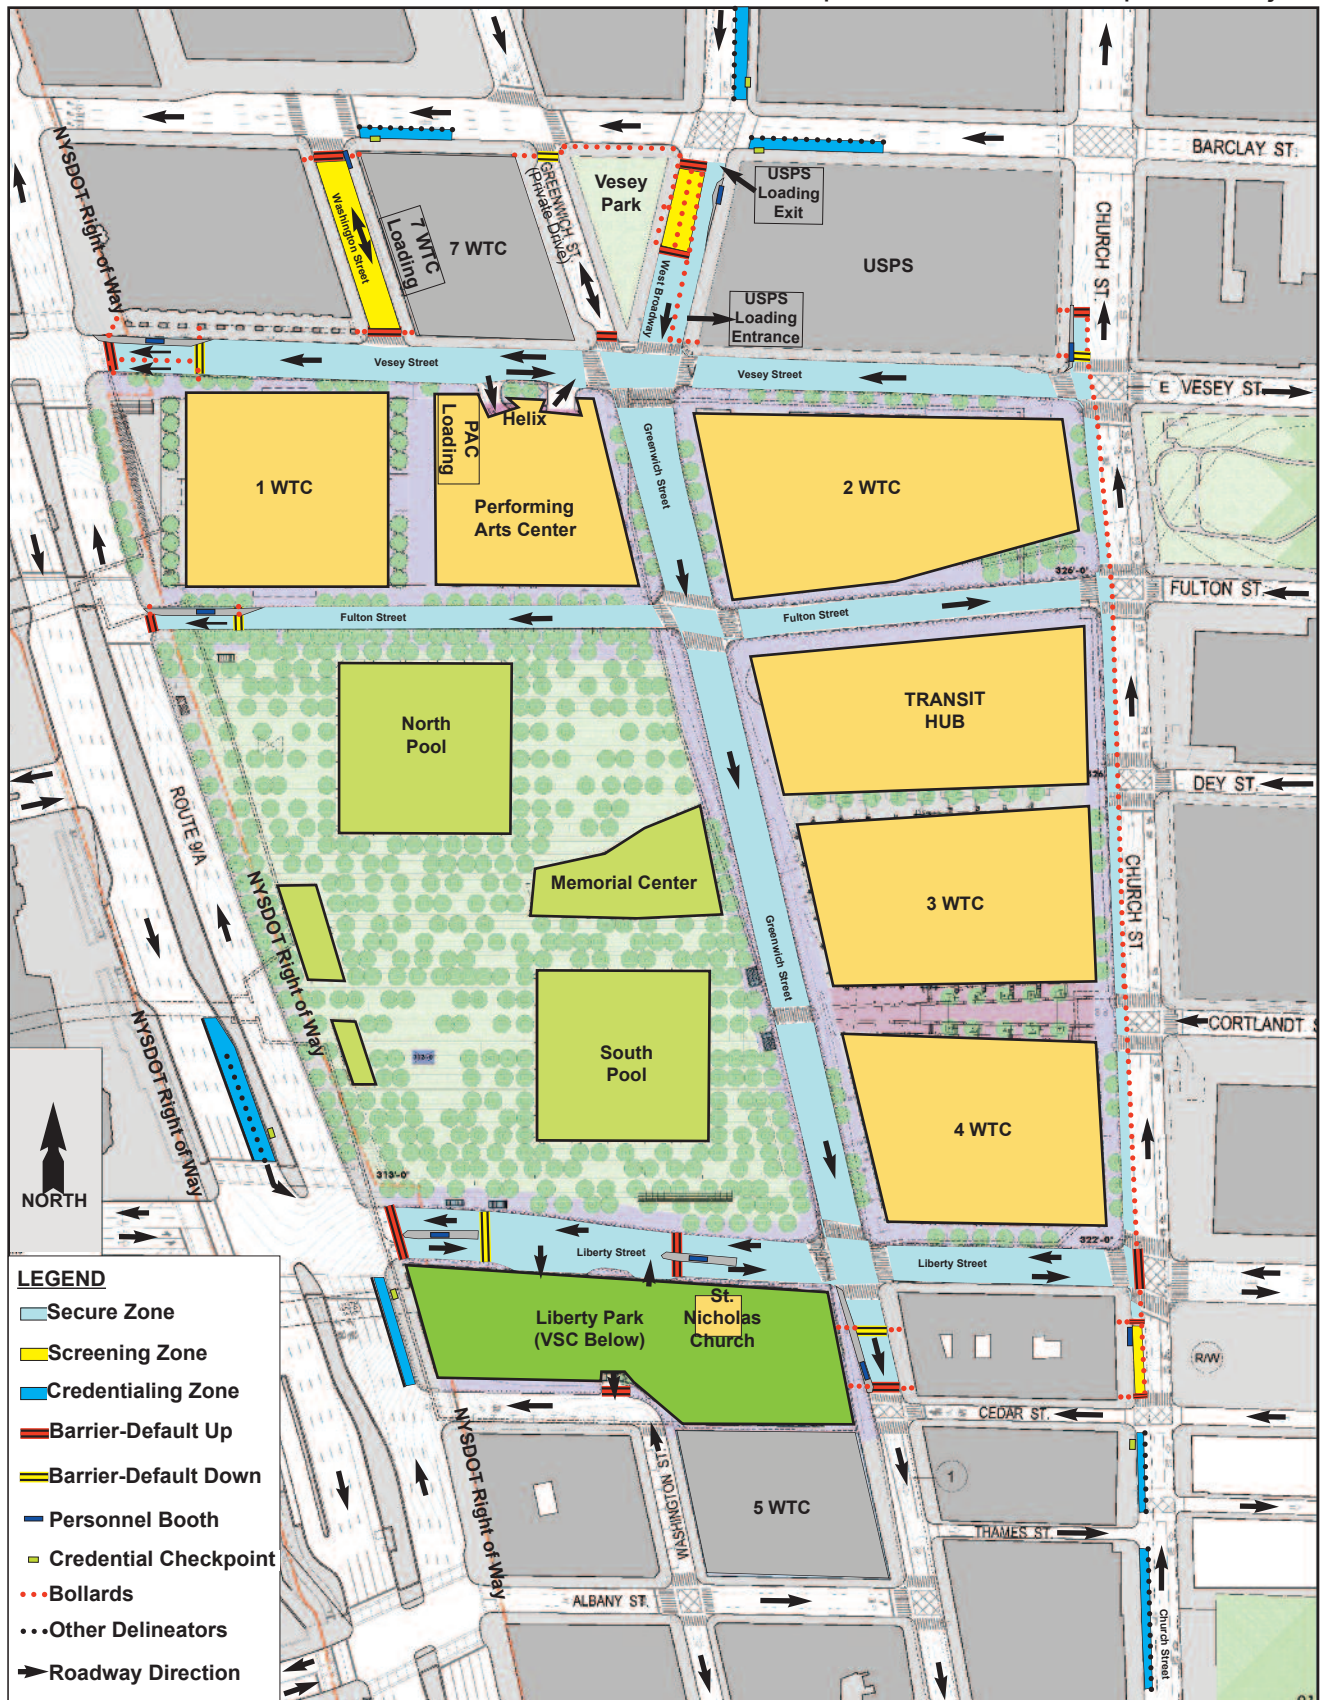 BARCLAY ST.
NYSDOT Right of Way
Washington Street
7 WTC
Loading
7 WTC
GREENWICH ST.
(Private Drive)
Vesey
Park
West Broadway
USPS
Loading
Exit
USPS
USPS
Loading
Entrance
CHURCH ST.
Vesey Street
Vesey Street
E VESEY ST.
1 WTC
PAC
Loading
Helix
Performing
Arts Center
Greenwich Street
2 WTC
326'-0"
Fulton Street
Fulton Street
FULTON ST.
North
Pool
TRANSIT
HUB
DEY ST.
ROUTE 9/A
NYSDOT Right of Way
Memorial Center
Greenwich Street
3 WTC
CHURCH ST
CORTLANDT
NYSDOT Right of Way
South
Pool
313'-0"
4 WTC
NORTH
313'-0"
322'-0"
Liberty Street
Liberty Street
Liberty Park
(VSC Below)
St.
Nicholas
Church
R/W
CEDAR ST.
NYSDOT Right of Way
WASHINGTON ST.
5 WTC
1
THAMES ST.
ALBANY ST.
Church Street
LEGEND
Secure Zone
Screening Zone
Credentialing Zone
Barrier-Default Up
Barrier-Default Down
Personnel Booth
Credential Checkpoint
Bollards
Other Delineators
Roadway Direction